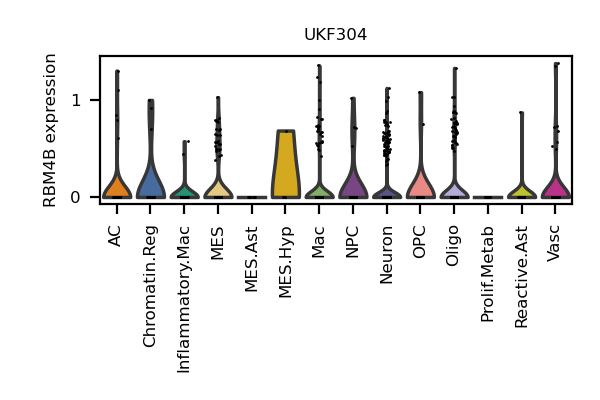 UKF304
RBM4B expression
1
0
AC
Chromatin.Reg
Inflammatory.Mac
MES
MES.Ast
MES.Hyp
Mac
NPC
Neuron
OPC
Oligo
Prolif.Metab
Reactive.Ast
Vasc